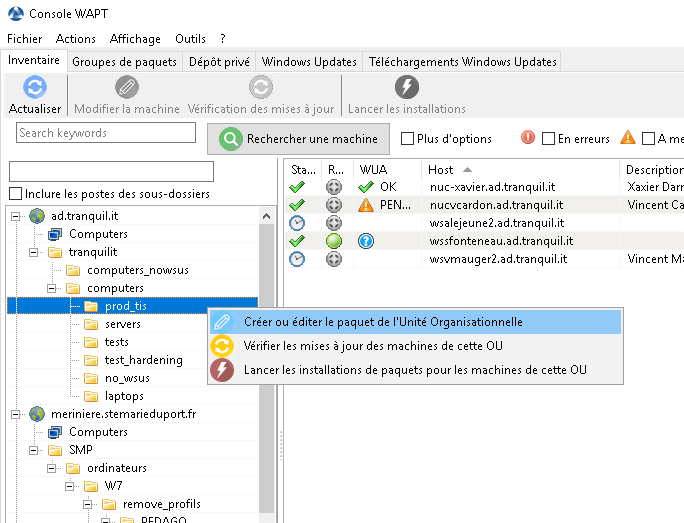 Console WAPT
Fichier Actions Affichage Outils ?
Inventaire Groupes de paquets Dépôt privé Windows Updates Téléchargements Windows Updates
Actualiser Modifier la machine Vérification des mises à jour Lancer les installations
Search keywords Rechercher une machine Plus d'options En erreurs A me
Inclure les postes des sous-dossiers
Sta... R... WUA Host Description
OK nuc-xavier.ad.tranquil.it Xaxier Darr
PEN... nucvcardon.ad.tranquil.it Vincent Ca
wsalejeune2.ad.tranquil.it
wssfonteneau.ad.tranquil.it
wsvmauger2.ad.tranquil.it Vincent M
ad.tranquil.it
Computers
tranquilit
computers_nowsus
computers
prod_tis
servers
tests
test_hardening
no_wsus
laptops
meriniere.stemarieduport.fr
Computers
SMP
ordinateurs
W7
remove_profils
PEDAGO
Créer ou éditer le paquet de l'Unité Organisationnelle
Vérifier les mises à jour des machines de cette OU
Lancer les installations de paquets pour les machines de cette OU